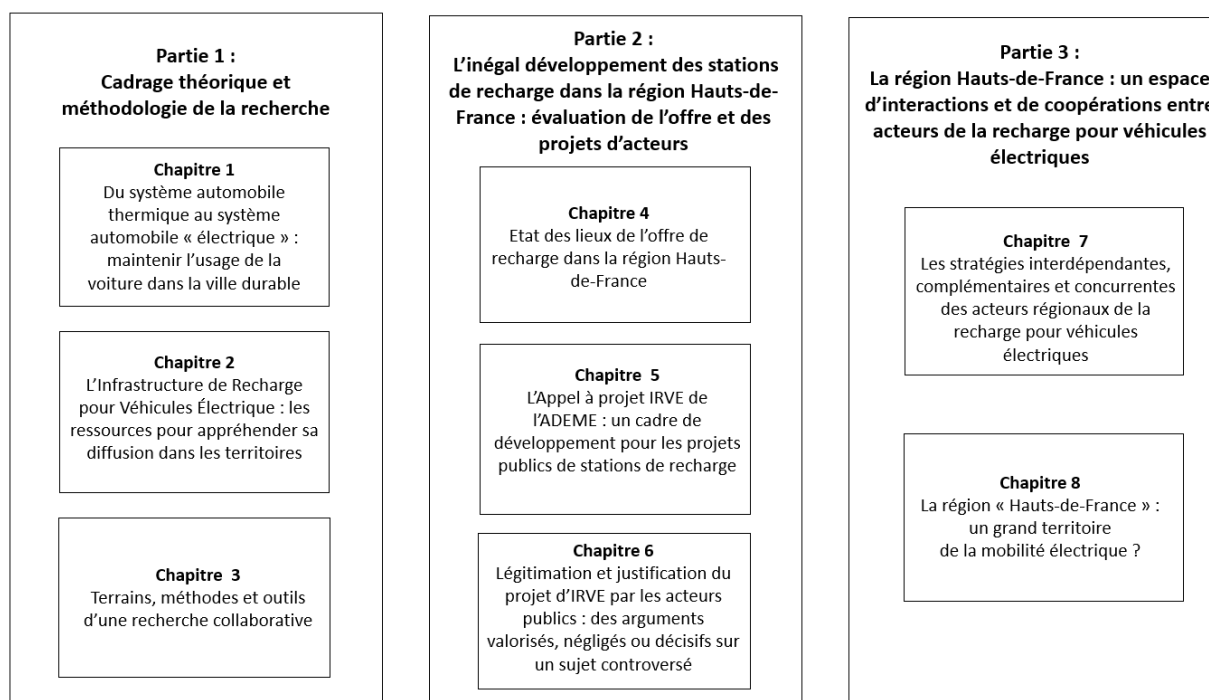 Partie 1 :
Cadrage théorique et
méthodologie de la recherche
Chapitre 1
Du système automobile
thermique au système
automobile « électrique » :
maintenir l’usage de la
voiture dans la ville durable
Chapitre 2
L’Infrastructure de Recharge
pour Véhicules Électrique : les
ressources pour appréhender sa
diffusion dans les territoires
Chapitre 3
Terrains, méthodes et outils
d’une recherche collaborative
Partie 2 :
L’inégal développement des stations
de recharge dans la région Hauts-de-
France : évaluation de l’offre et des
projets d’acteurs
Chapitre 4
Etat des lieux de l’offre de
recharge dans la région Hauts-
de-France
Chapitre 5
L’Appel à projet IRVE de
l’ADEME : un cadre de
développement pour les projets
publics de stations de recharge
Chapitre 6
Légitimation et justification du
projet d’IRVE par les acteurs
publics : des arguments
valorisés, négligés ou décisifs sur
un sujet controversé
Partie 3 :
La région Hauts-de-France : un espace
d’interactions et de coopérations entre
acteurs de la recharge pour véhicules
électriques
Chapitre 7
Les stratégies interdépendantes,
complémentaires et concurrentes
des acteurs régionaux de la
recharge pour véhicules
électriques
Chapitre 8
La région « Hauts-de-France » :
un grand territoire
de la mobilité électrique ?